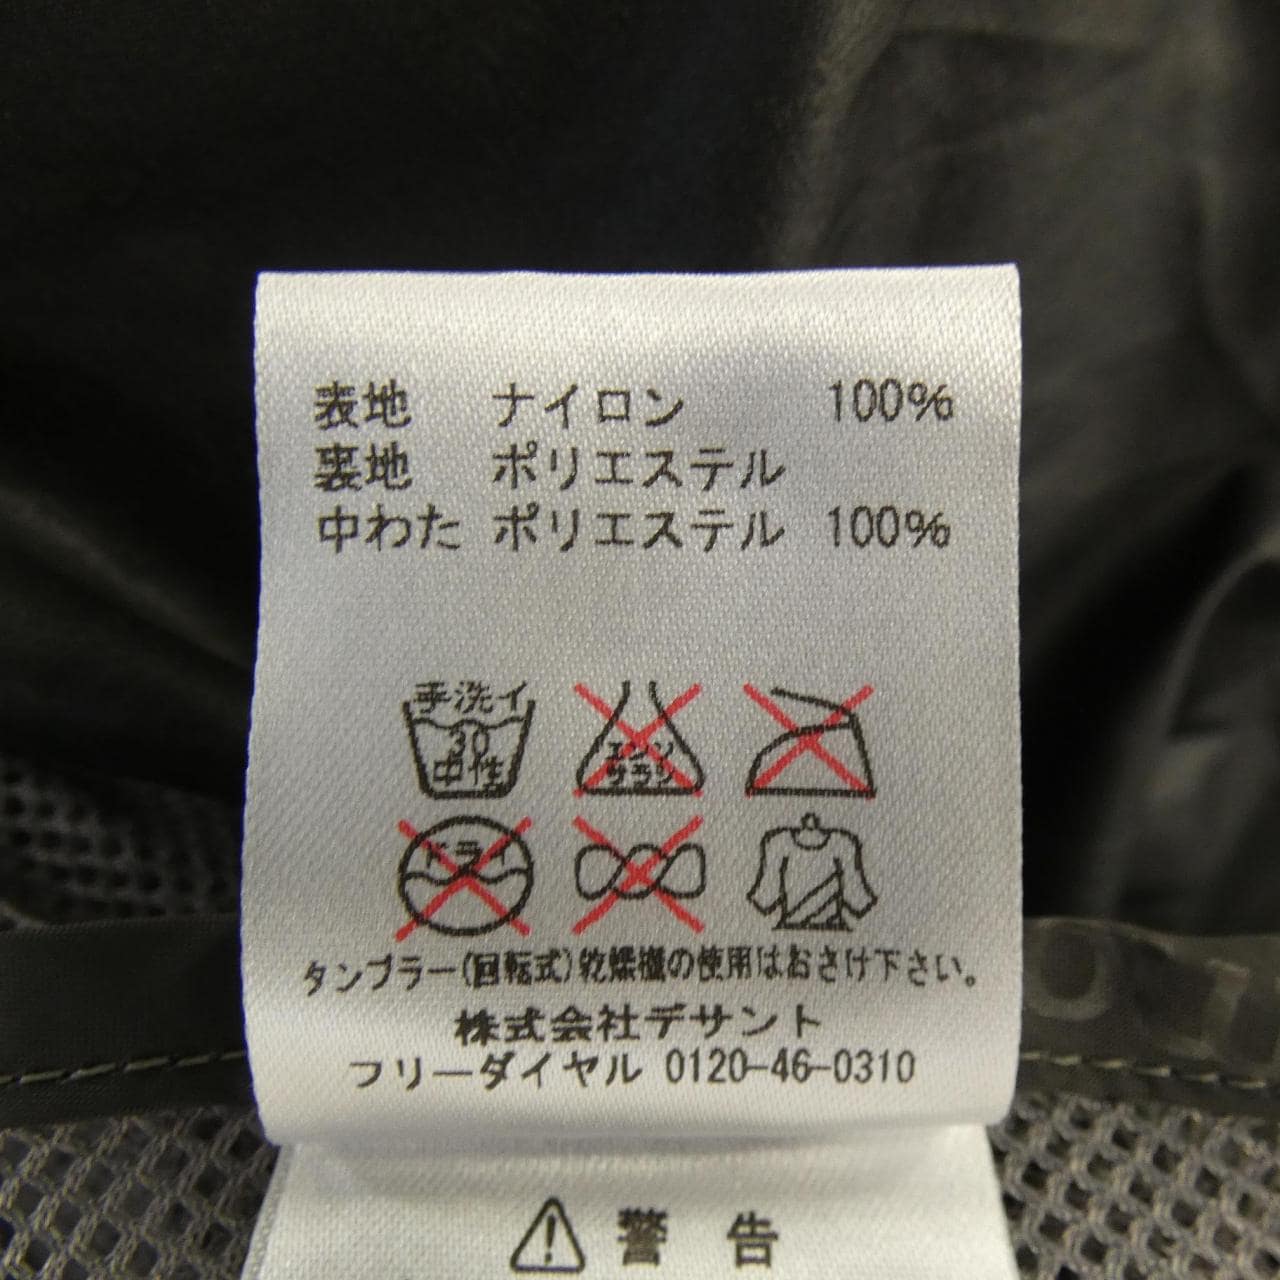 表地 ナイロン 100%
裏地 ポリエステル
中わた ポリエステル 100%
手洗イ
30
中性
エンソ
サラシ
ドライ
タンブラー(回転式)乾燥機の使用はおさけ下さい。
株式会社デサント
フリーダイヤル 0120-46-0310
警告